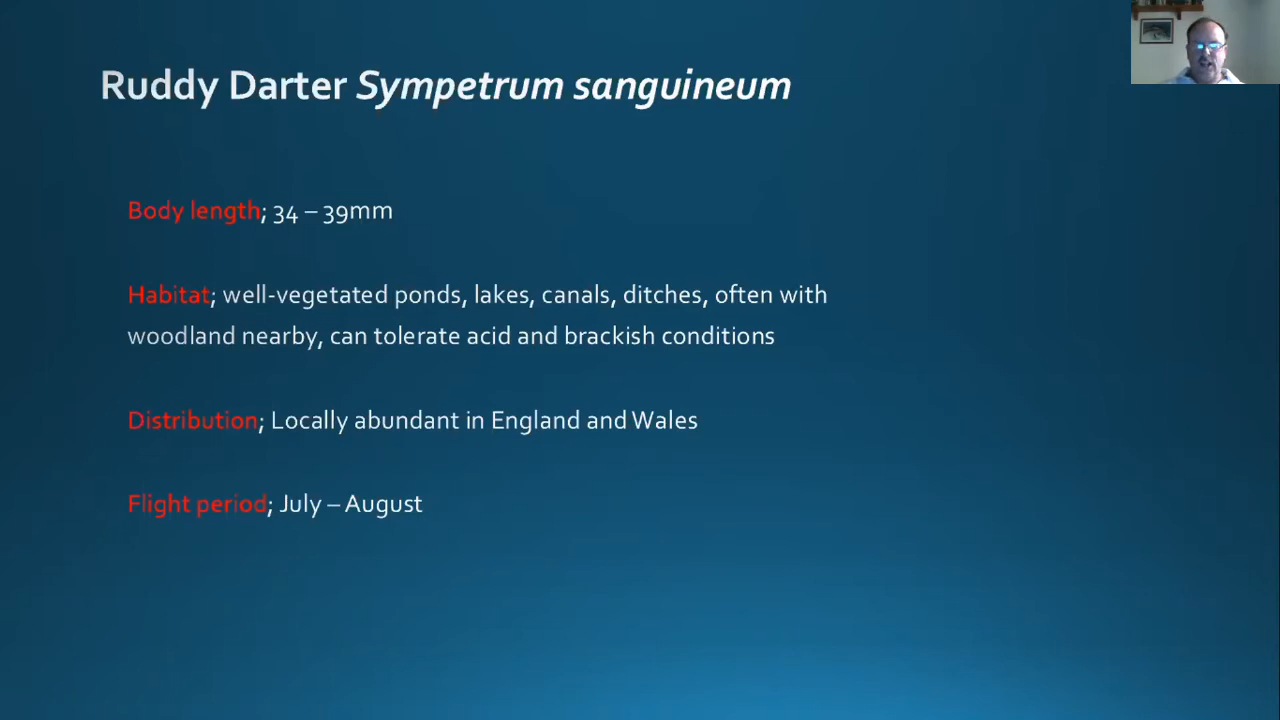 Ruddy Darter Sympetrum sanguineum
Body length; 34 – 39mm
Habitat; well-vegetated ponds, lakes, canals, ditches, often with
woodland nearby, can tolerate acid and brackish conditions
Distribution; Locally abundant in England and Wales
Flight period; July – August